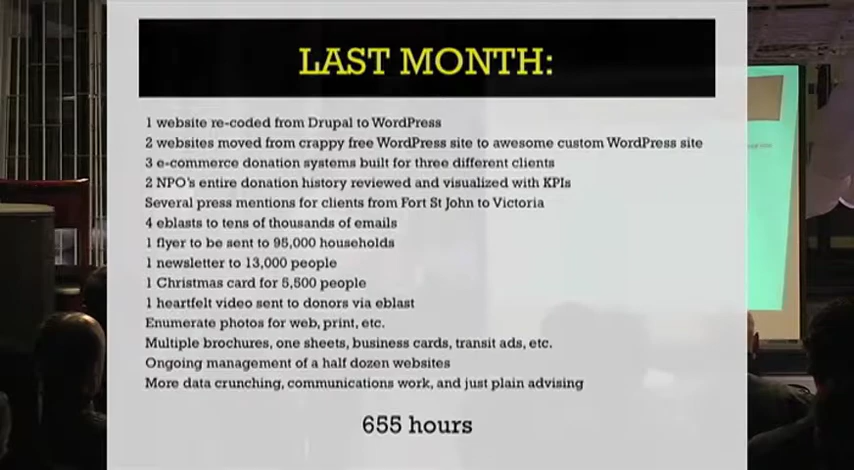 LAST MONTH:
1 website re-coded from Drupal to WordPress
2 websites moved from crappy free WordPress site to awesome custom WordPress site
3 e-commerce donation systems built for three different clients
2 NPO's entire donation history reviewed and visualized with KPIs
Several press mentions for clients from Fort St John to Victoria
4 eblasts to tens of thousands of emails
1 flyer to be sent to 95,000 households
1 newsletter to 13,000 people
1 Christmas card for 5,500 people
1 heartfelt video sent to donors via eblast
Enumerate photos for web, print, etc.
Multiple brochures, one sheets, business cards, transit ads, etc.
Ongoing management of a half dozen websites
More data crunching, communications work, and just plain advising
655 hours